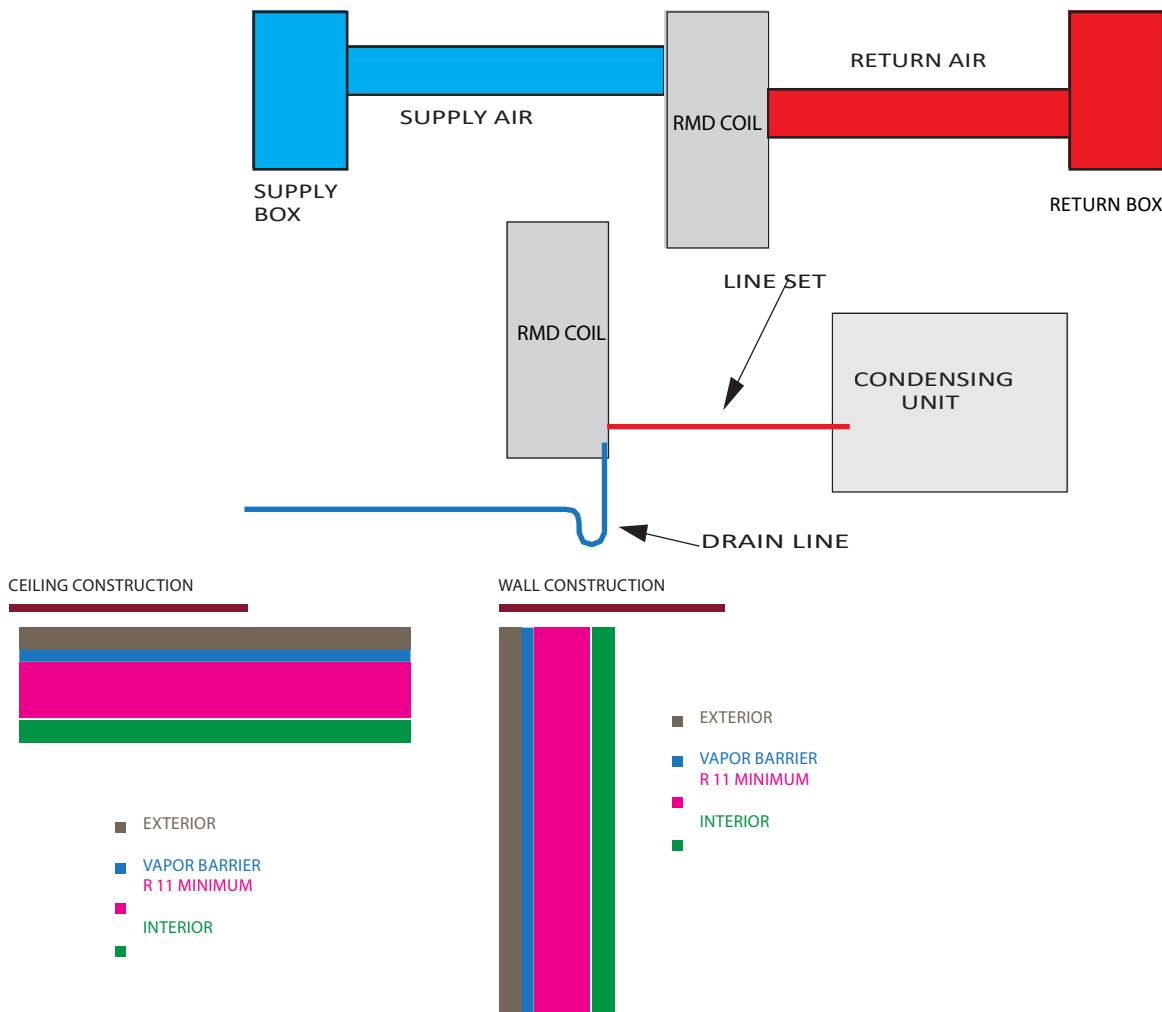 RETURN AIR
SUPPLY AIR
RMD COIL
SUPPLY
BOX
RETURN BOX
LINE SET
RMD COIL
CONDENSING
UNIT
DRAIN LINE
CEILING CONSTRUCTION
WALL CONSTRUCTION
EXTERIOR
VAPOR BARRIER
R 11 MINIMUM
INTERIOR
EXTERIOR
VAPOR BARRIER
R 11 MINIMUM
INTERIOR